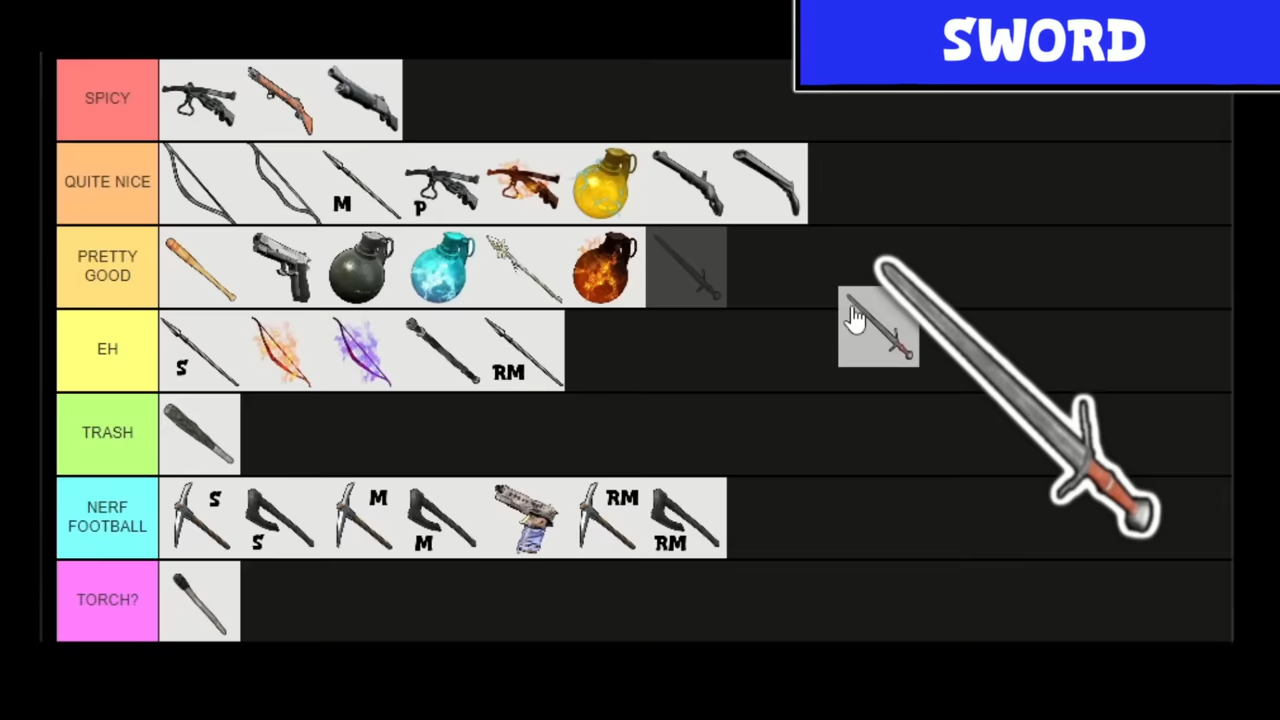 SWORD
SPICY
QUITE NICE
M
P
PRETTY
GOOD
EH
S
RM
TRASH
NERF
FOOTBALL
S
S
M
M
RM
RM
TORCH?